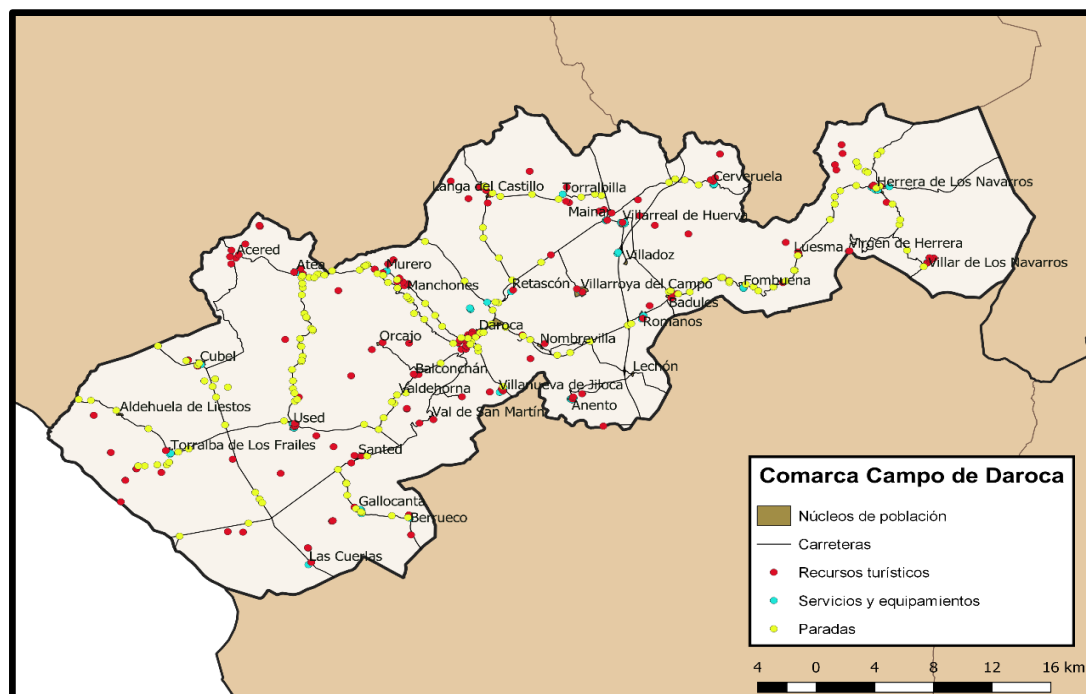 Cerveruela
Herrera de Los Navarros
Langa del Castillo
Torralbilla
Mainar
Villarreal de Huerva
Acered
Villadoz
Luesma
Virgen de Herrera
Villar de Los Navarros
Atea
Murero
Manchones
Retascón
Villarroya del Campo
Fombuena
Badules
Romanos
Daroca
Orcajo
Nombrevilla
Cubel
Balconchán
Lechón
Valdehorna
Villanueva de Jiloca
Anento
Aldehuela de Liestos
Used
Val de San Martín
Torralba de Los Frailes
Santed
Gallocanta
Berrueco
Las Cuerlas
Comarca Campo de Daroca
Núcleos de población
Carreteras
Recursos turísticos
Servicios y equipamientos
Paradas
4 0 4 8 12 16 km